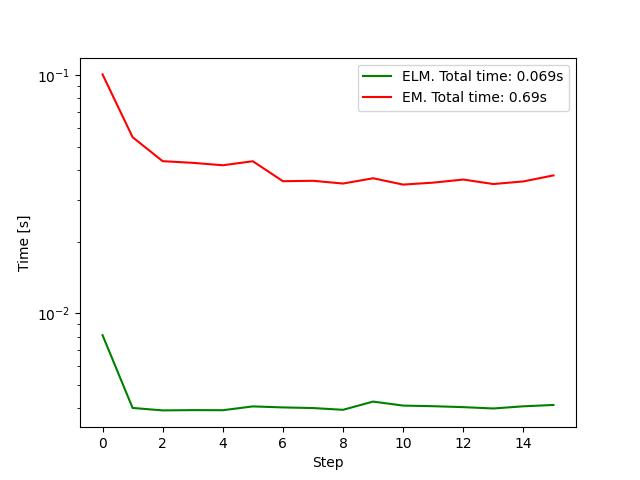 ELM. Total time: 0.069s
EM. Total time: 0.69s
10⁻¹
10⁻²
Time [s]
0 2 4 6 8 10 12 14
Step